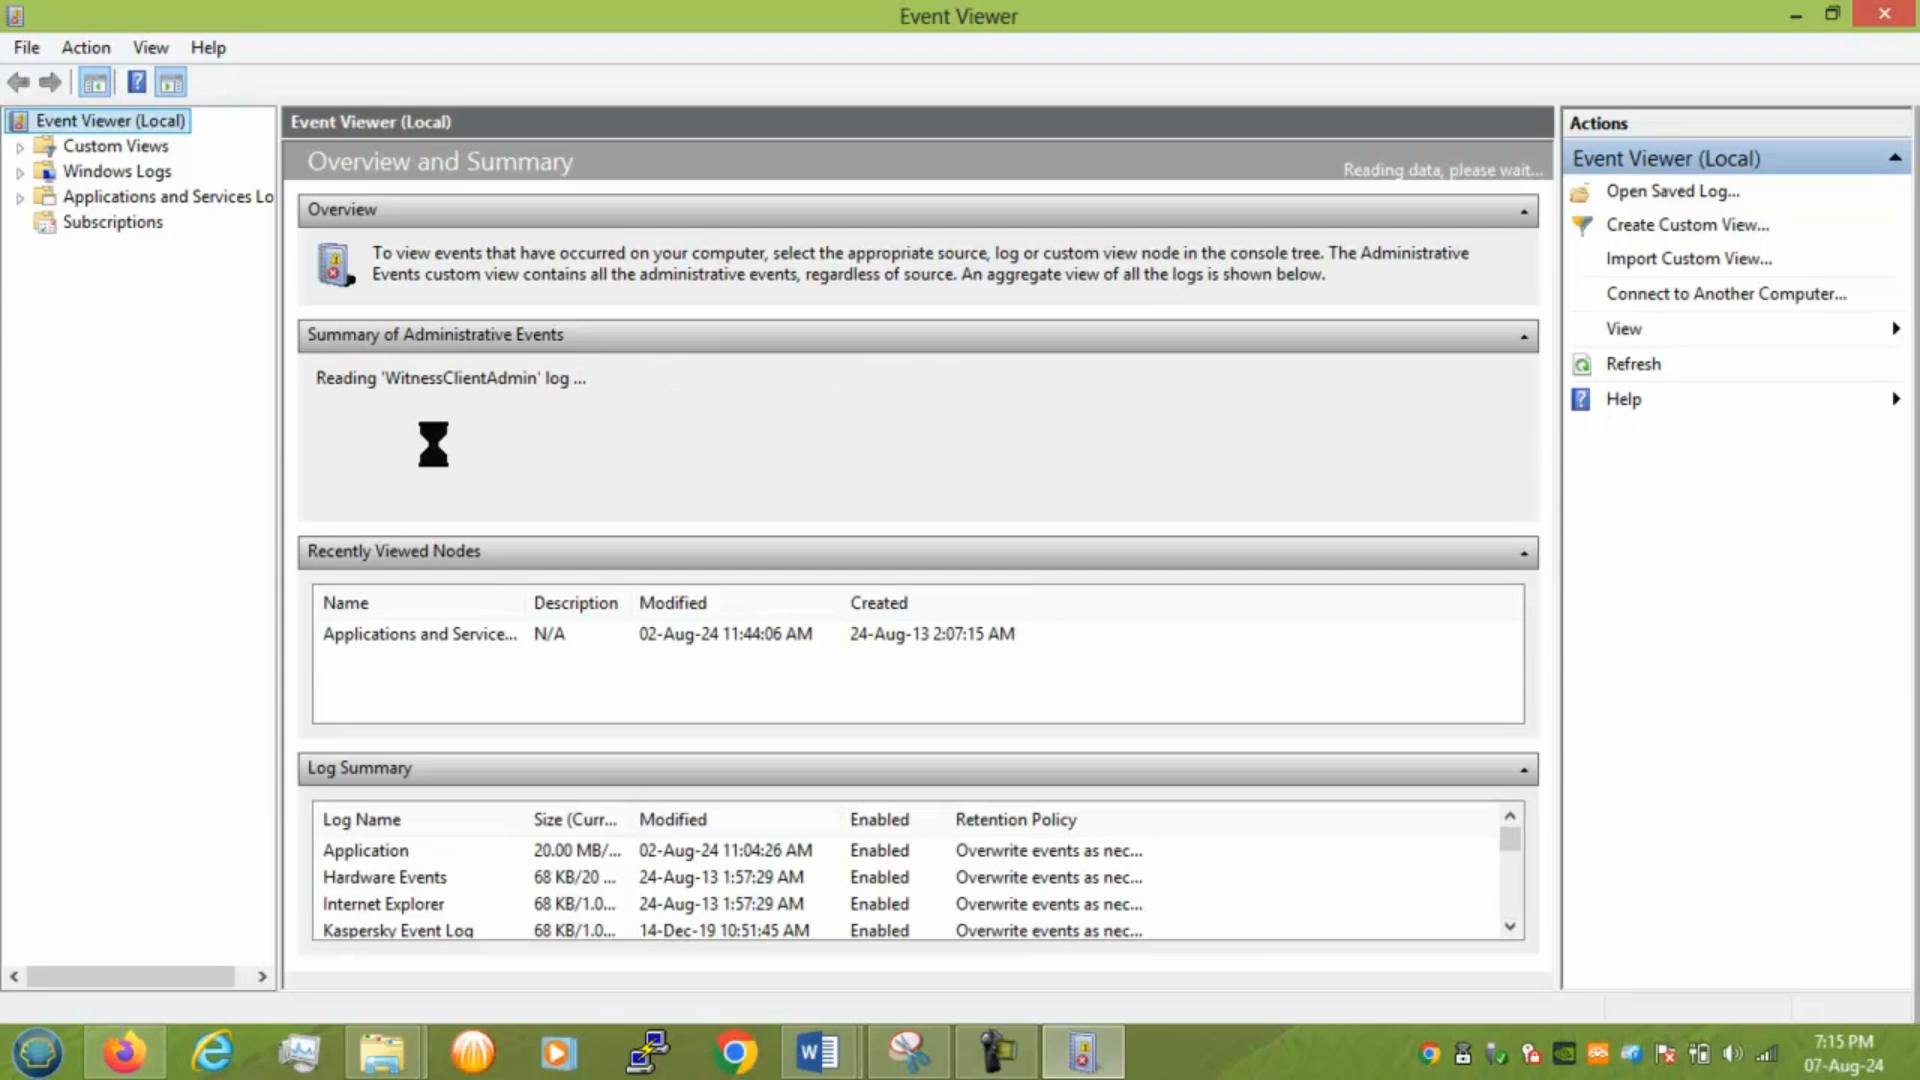 Event Viewer
File Action View Help
Event Viewer (Local)
Custom Views
Windows Logs
Applications and Services Lo
Subscriptions
Event Viewer (Local)
Overview and Summary
Reading data, please wait...
Overview
To view events that have occurred on your computer, select the appropriate source, log or custom view node in the console tree. The Administrative
Events custom view contains all the administrative events, regardless of source. An aggregate view of all the logs is shown below.
Summary of Administrative Events
Reading 'WitnessClientAdmin' log ...
Recently Viewed Nodes
Name Description Modified Created
Applications and Service... N/A 02-Aug-24 11:44:06 AM 24-Aug-13 2:07:15 AM
Log Summary
Log Name Size (Curr... Modified Enabled Retention Policy
Application 20.00 MB/... 02-Aug-24 11:04:26 AM Enabled Overwrite events as nec...
Hardware Events 68 KB/20 ... 24-Aug-13 1:57:29 AM Enabled Overwrite events as nec...
Internet Explorer 68 KB/1.0... 24-Aug-13 1:57:29 AM Enabled Overwrite events as nec...
Kaspersky Event Log 68 KB/1.0... 14-Dec-19 10:51:45 AM Enabled Overwrite events as nec...
Actions
Event Viewer (Local)
Open Saved Log...
Create Custom View...
Import Custom View...
Connect to Another Computer...
View
Refresh
Help
7:15 PM
07-Aug-24